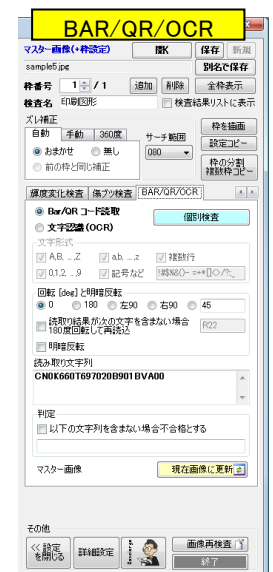 BAR/QR/OCR
マスター画像(+枠設定) 開K 保存 新規
sample5.jpg 別名で保存
枠番号 1 / 1 追加 削除 全枠表示
検査名 印刷図形 検査結果リストに表示
ズレ補正
自動 手動 360度 サーチ範囲 枠を描画
おまかせ 無し 080 設定コピー
前の枠と同じ補正 枠の分割
複数枠コピー
輝度変化検査 傷ブツ検査 BAR/QR/OCR
Bar/QR コード読取 個別検査
文字認識 (OCR)
文字形式
A,B, ...,Z a,b, ..., z 複数行
0,1,2, ...,9 記号など
回転 [deg] と明暗反転
0 180 左90 右90 45
読取り結果が次の文字を含まない場合 R22
180度回転して再読込
明暗反転
読み取り文字列
CN0K660T697020B901BVA00
判定
以下の文字列を含まない場合不合格とする
マスター画像 現在画像に更新
その他
<< 設定
を閉じる 詳細設定 画像再検査
終了